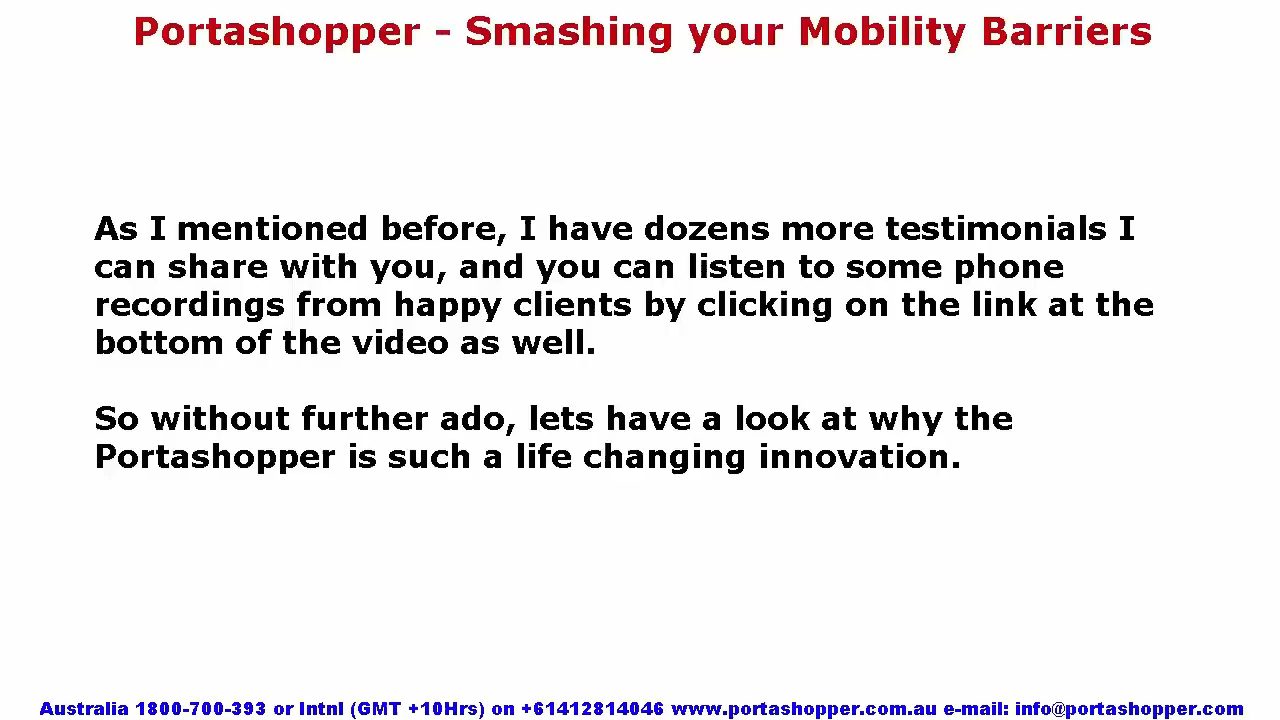 Portashopper - Smashing your Mobility Barriers
As I mentioned before, I have dozens more testimonials I
can share with you, and you can listen to some phone
recordings from happy clients by clicking on the link at the
bottom of the video as well.
So without further ado, lets have a look at why the
Portashopper is such a life changing innovation.
Australia 1800-700-393 or Intnl (GMT +10Hrs) on +61412814046 www.portashopper.com.au e-mail: info@portashopper.com